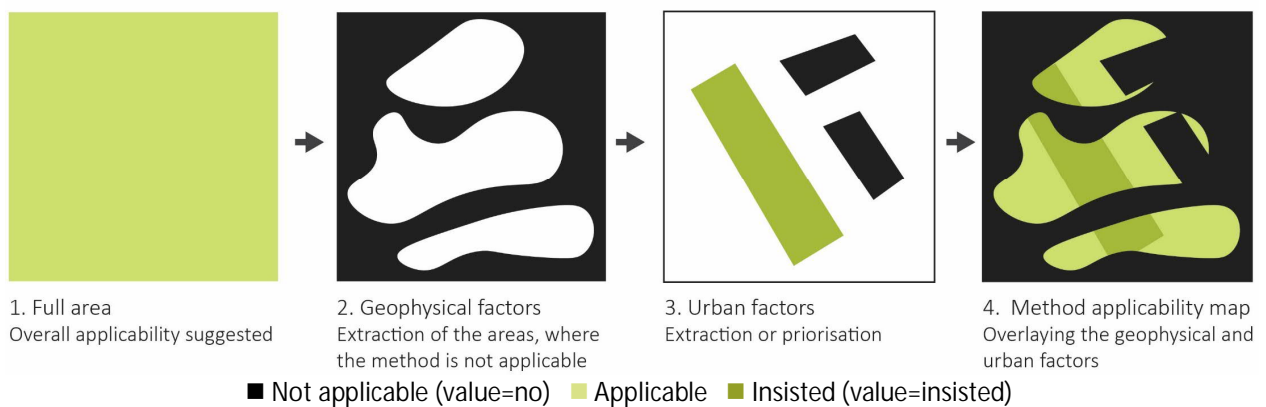 1. Full area
Overall applicability suggested
2. Geophysical factors
Extraction of the areas, where
the method is not applicable
3. Urban factors
Extraction or priorisation
4. Method applicability map
Overlaying the geophysical and
urban factors
Not applicable (value=no) Applicable Insisted (value=insisted)